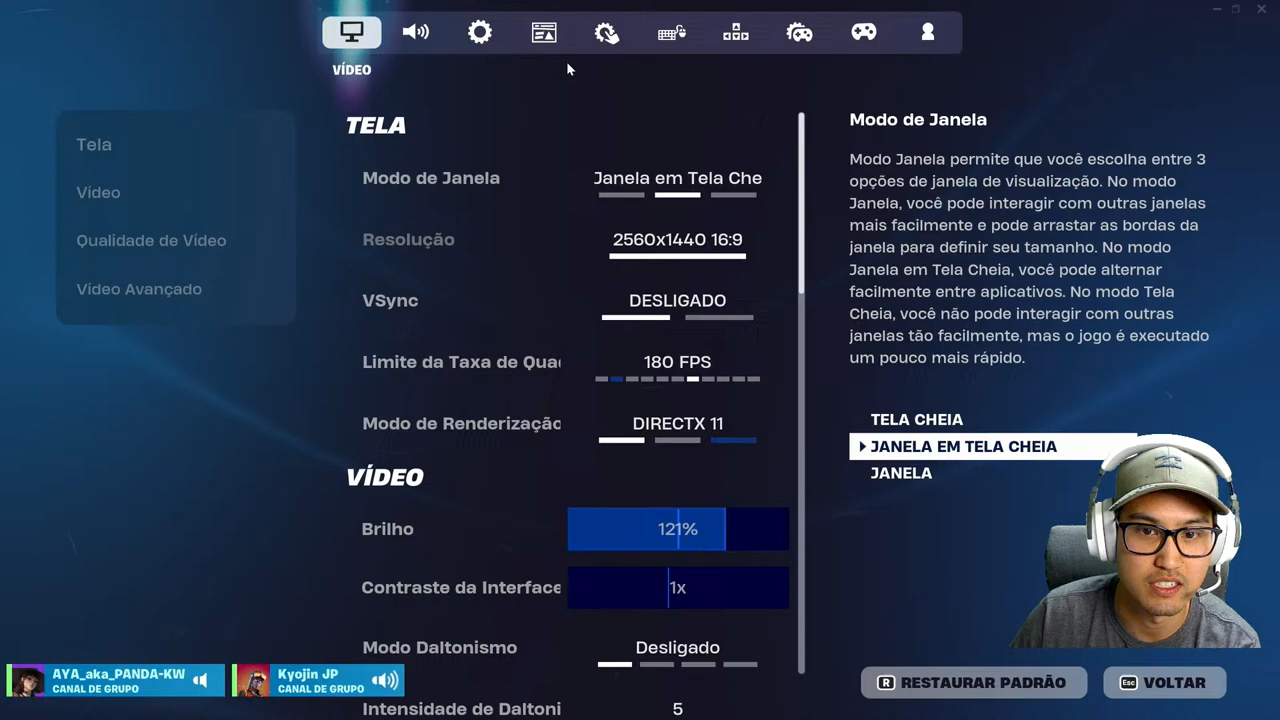 VÍDEO
Tela
Vídeo
Qualidade de Vídeo
Vídeo Avançado
TELA
Modo de Janela
Janela em Tela Che
Resolução
2560x1440 16:9
VSync
DESLIGADO
Limite da Taxa de Qua
180 FPS
Modo de Renderização
DIRECTX 11
VÍDEO
Brilho
121%
Contraste da Interface
1x
Modo Daltonismo
Desligado
Intensidade de Daltoni
5
Modo de Janela
Modo Janela permite que você escolha entre 3
opções de janela de visualização. No modo
Janela, você pode interagir com outras janelas
mais facilmente e pode arrastar as bordas da
janela para definir seu tamanho. No modo
Janela em Tela Cheia, você pode alternar
facilmente entre aplicativos. No modo Tela
Cheia, você não pode interagir com outras
janelas tão facilmente, mas o jogo é executado
um pouco mais rápido.
TELA CHEIA
JANELA EM TELA CHEIA
JANELA
AYA_aka_PANDA-KW
CANAL DE GRUPO
Kyojin JP
CANAL DE GRUPO
R RESTAURAR PADRÃO
Esc VOLTAR